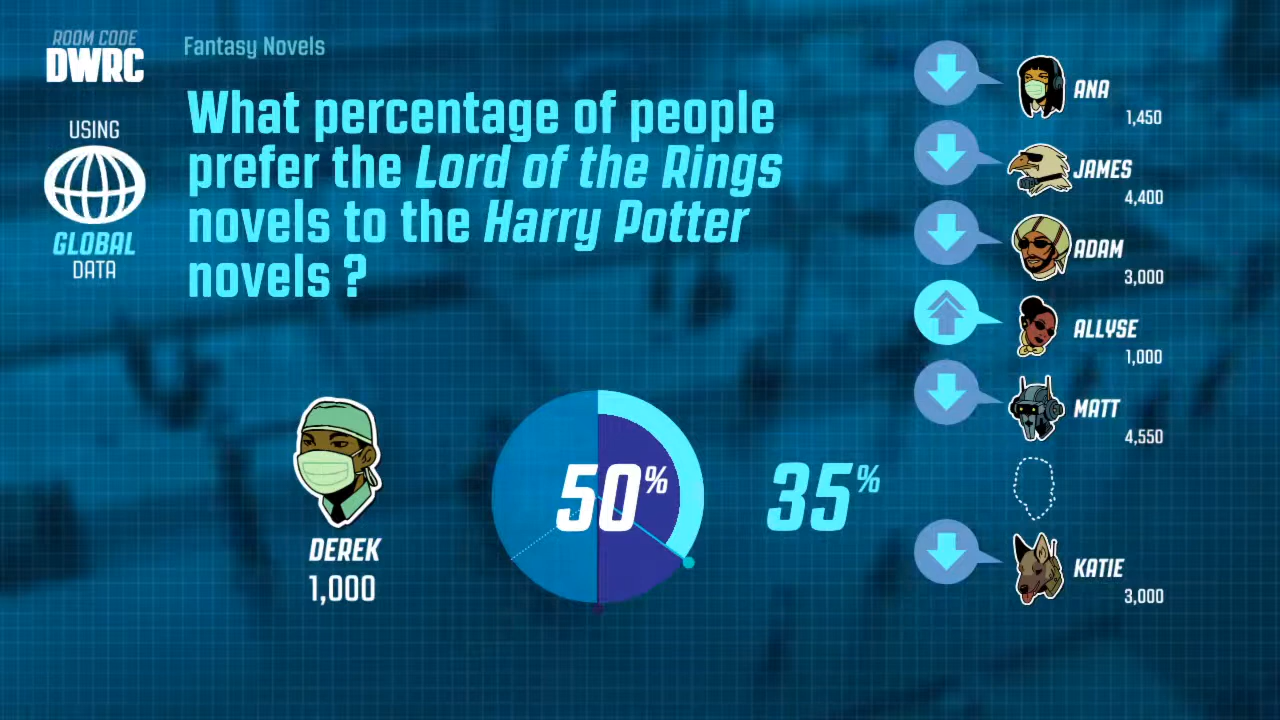 ROOM CODE
DWRC
USING
GLOBAL
DATA
Fantasy Novels
What percentage of people
prefer the Lord of the Rings
novels to the Harry Potter
novels ?
DEREK
1,000
50%
35%
ANA
1,450
JAMES
4,400
ADAM
3,000
ALLYSE
1,000
MATT
4,550
KATIE
3,000